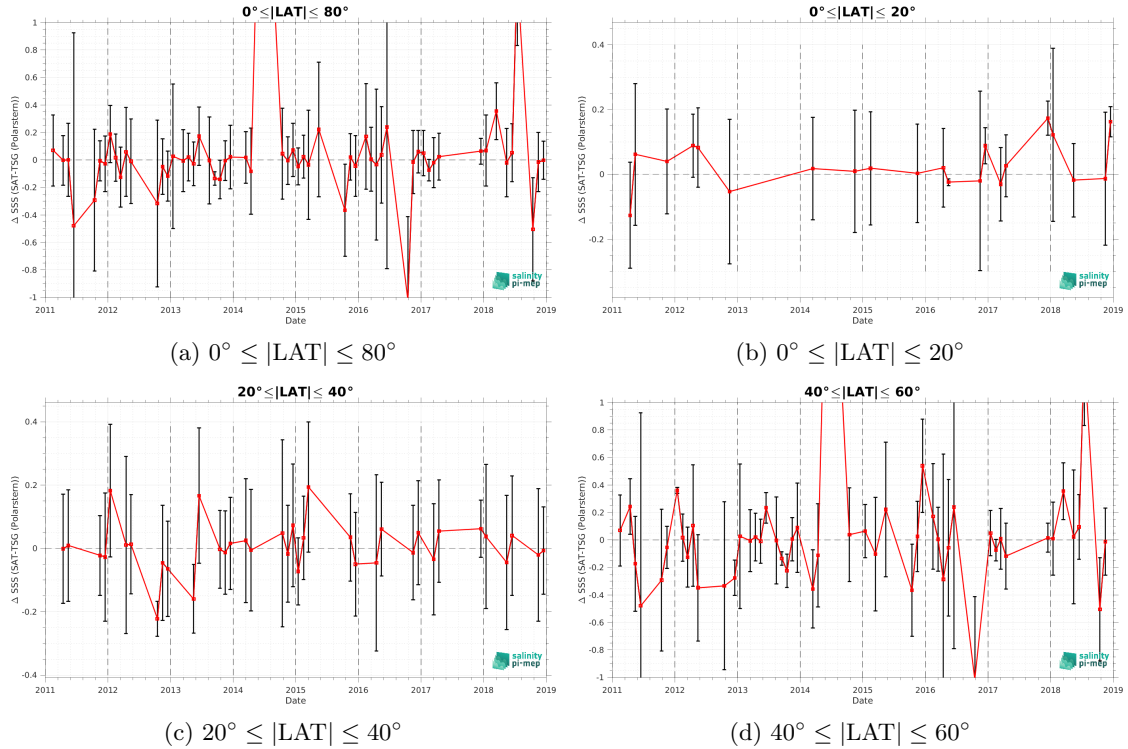 0°≤|LAT|≤ 80°
Δ SSS (SAT-TSG (Polarstern))
1
0.8
0.6
0.4
0.2
0
-0.2
-0.4
-0.6
-0.8
-1
2011 2012 2013 2014 2015 2016 2017 2018 2019
Date
salinity
pi-mep
(a) 0° ≤ |LAT| ≤ 80°
0°≤|LAT|≤ 20°
Δ SSS (SAT-TSG (Polarstern))
0.4
0.2
0
-0.2
2011 2012 2013 2014 2015 2016 2017 2018 2019
Date
salinity
pi-mep
(b) 0° ≤ |LAT| ≤ 20°
20°≤|LAT|≤ 40°
Δ SSS (SAT-TSG (Polarstern))
0.4
0.2
0
-0.2
-0.4
2011 2012 2013 2014 2015 2016 2017 2018 2019
Date
salinity
pi-mep
(c) 20° ≤ |LAT| ≤ 40°
40°≤|LAT|≤ 60°
Δ SSS (SAT-TSG (Polarstern))
1
0.8
0.6
0.4
0.2
0
-0.2
-0.4
-0.6
-0.8
-1
2011 2012 2013 2014 2015 2016 2017 2018 2019
Date
salinity
pi-mep
(d) 40° ≤ |LAT| ≤ 60°